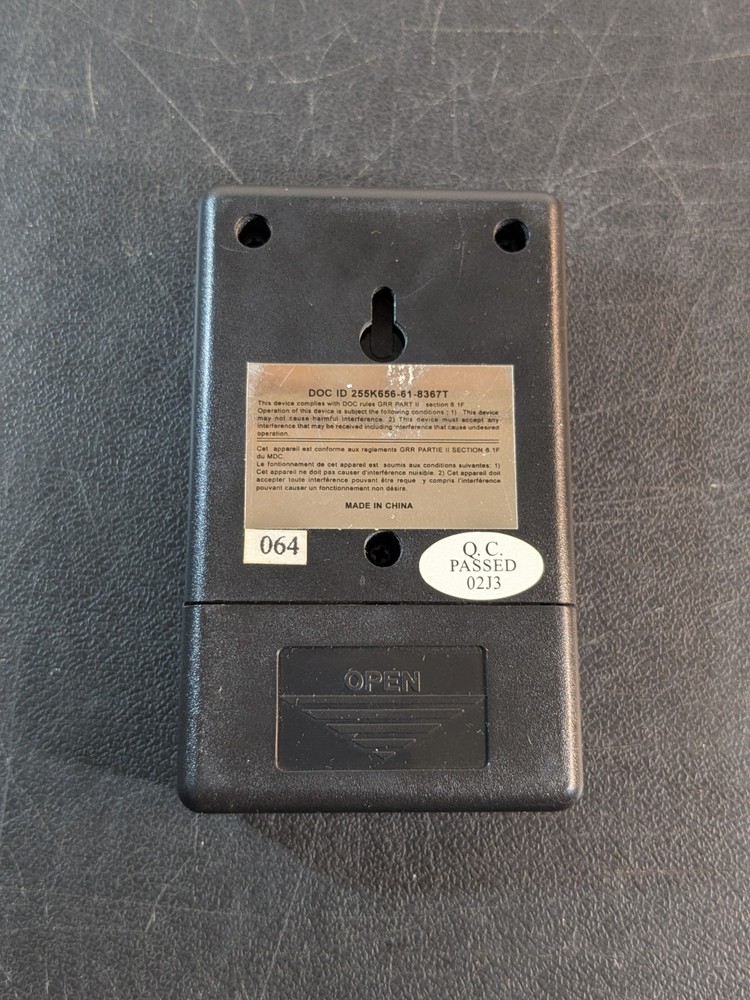 DOC ID 255K656-61-8367T
This device complies with DOC rules GRR PART II section 6.1F
Operation of this device is subject the following conditions : 1) This device
may not cause harmful interference. 2) This device must accept any
interference that may be received including interference that cause undesired
operation.
Cet appareil est conforme aux reglements GRR PARTIE II SECTION 6.1F
du MDC.
Le fontionnement de cet appareil est soumis aux conditions suivantes: 1)
Cet appareil ne doit pas causer d'interférence nuisible. 2) Cet appareil doit
accepter toute interférence pouvant être reque y compris l'interférence
pouvant causer un fonctionnement non désire.
MADE IN CHINA
064
Q. C.
PASSED
02J3
OPEN